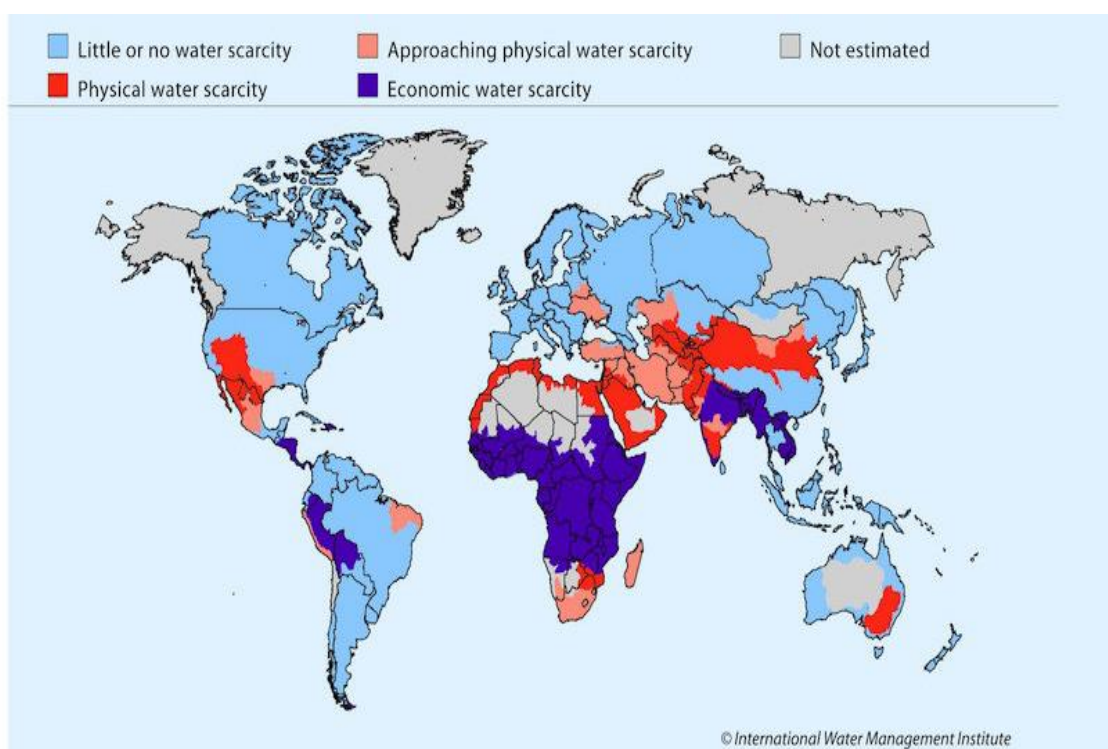 Little or no water scarcity
Approaching physical water scarcity
Not estimated
Physical water scarcity
Economic water scarcity
© International Water Management Institute